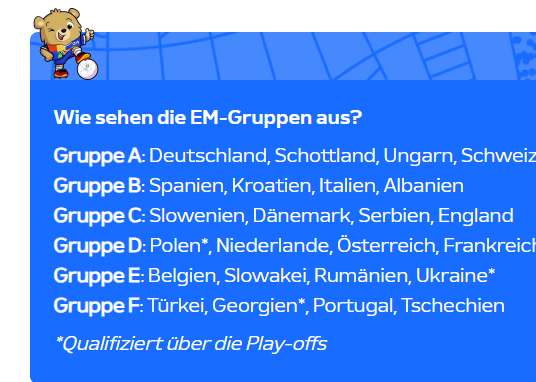 Wie sehen die EM-Gruppen aus?
Gruppe A: Deutschland, Schottland, Ungarn, Schweiz
Gruppe B: Spanien, Kroatien, Italien, Albanien
Gruppe C: Slowenien, Dänemark, Serbien, England
Gruppe D: Polen*, Niederlande, Österreich, Frankreich
Gruppe E: Belgien, Slowakei, Rumänien, Ukraine*
Gruppe F: Türkei, Georgien*, Portugal, Tschechien
*Qualifiziert über die Play-offs